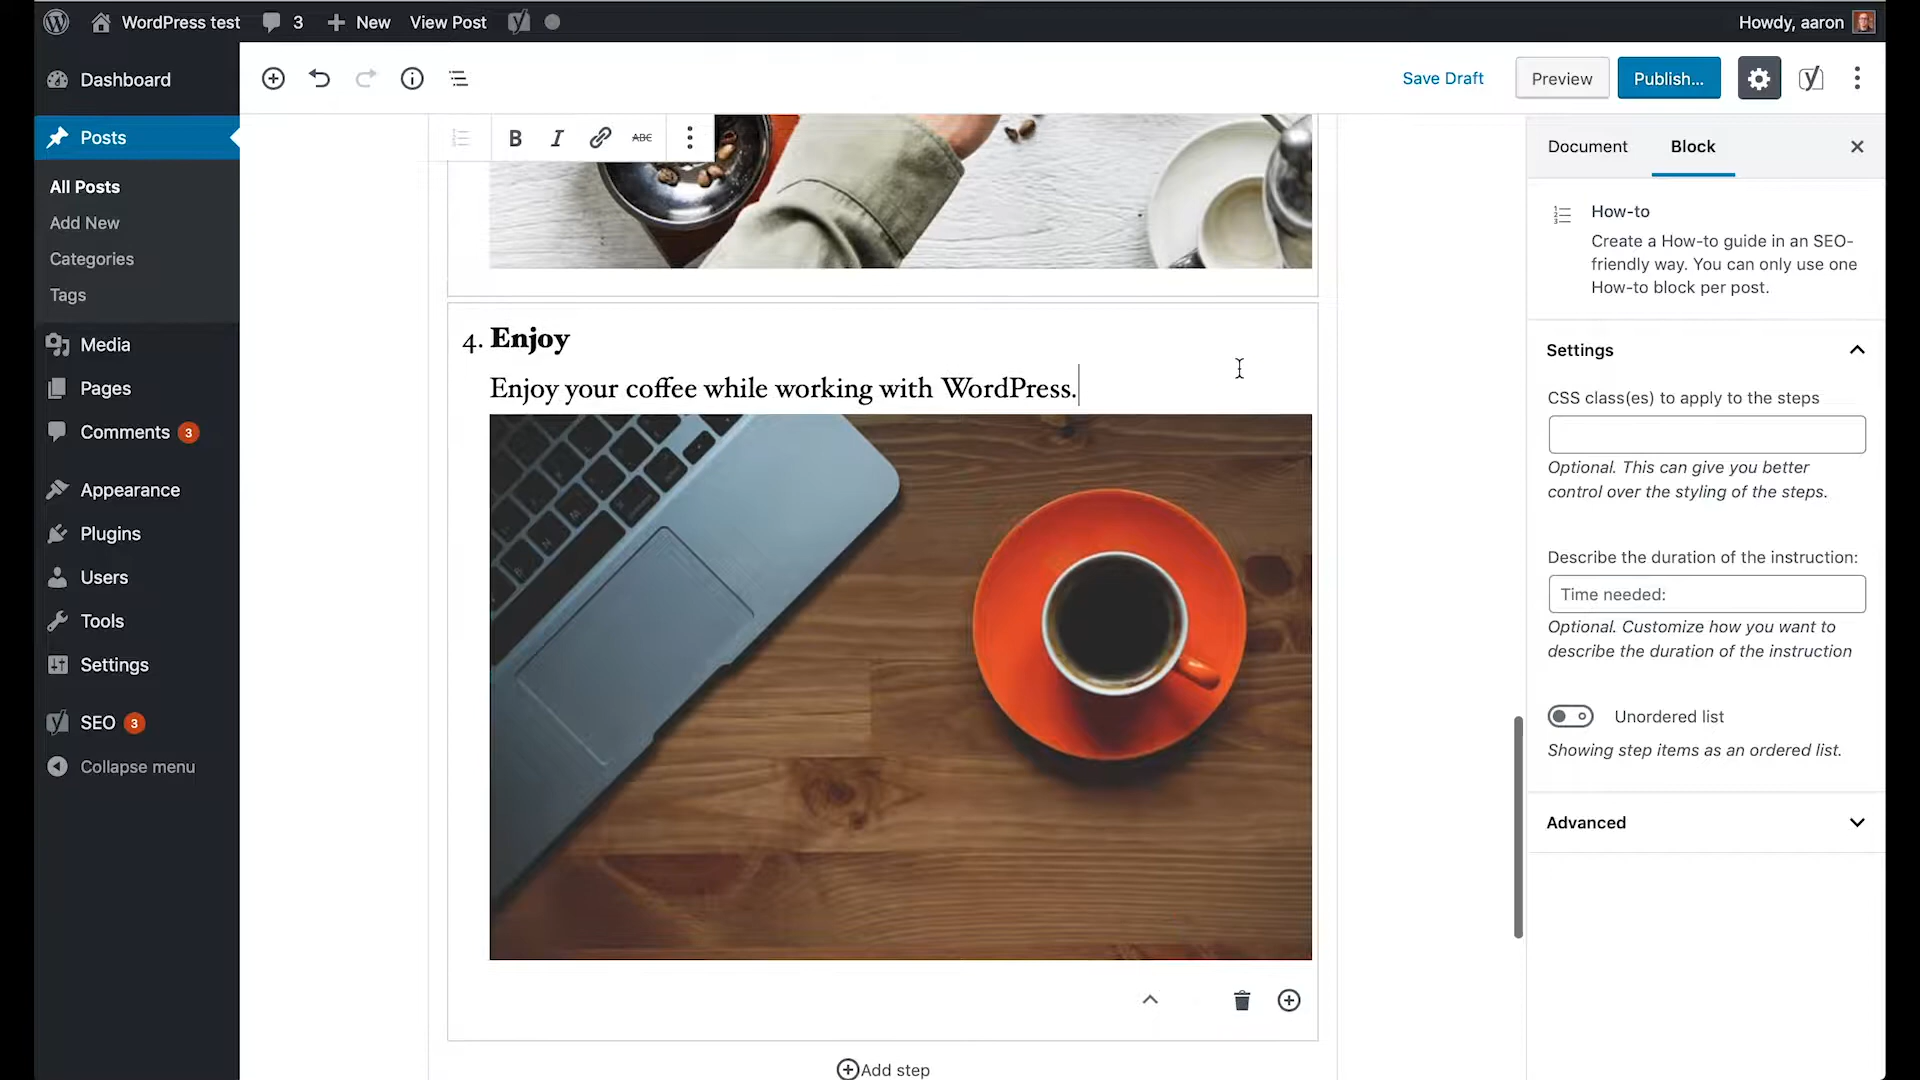 WordPress test 3 New View Post Howdy, aaron
Dashboard
Posts
All Posts
Add New
Categories
Tags
Media
Pages
Comments 3
Appearance
Plugins
Users
Tools
Settings
SEO 3
Collapse menu
Save Draft Preview Publish...
B I ABC
4. Enjoy
Enjoy your coffee while working with WordPress.
Add step
Document Block
How-to
Create a How-to guide in an SEO-
friendly way. You can only use one
How-to block per post.
Settings
CSS class(es) to apply to the steps
Optional. This can give you better
control over the styling of the steps.
Describe the duration of the instruction:
Time needed:
Optional. Customize how you want to
describe the duration of the instruction
Unordered list
Showing step items as an ordered list.
Advanced